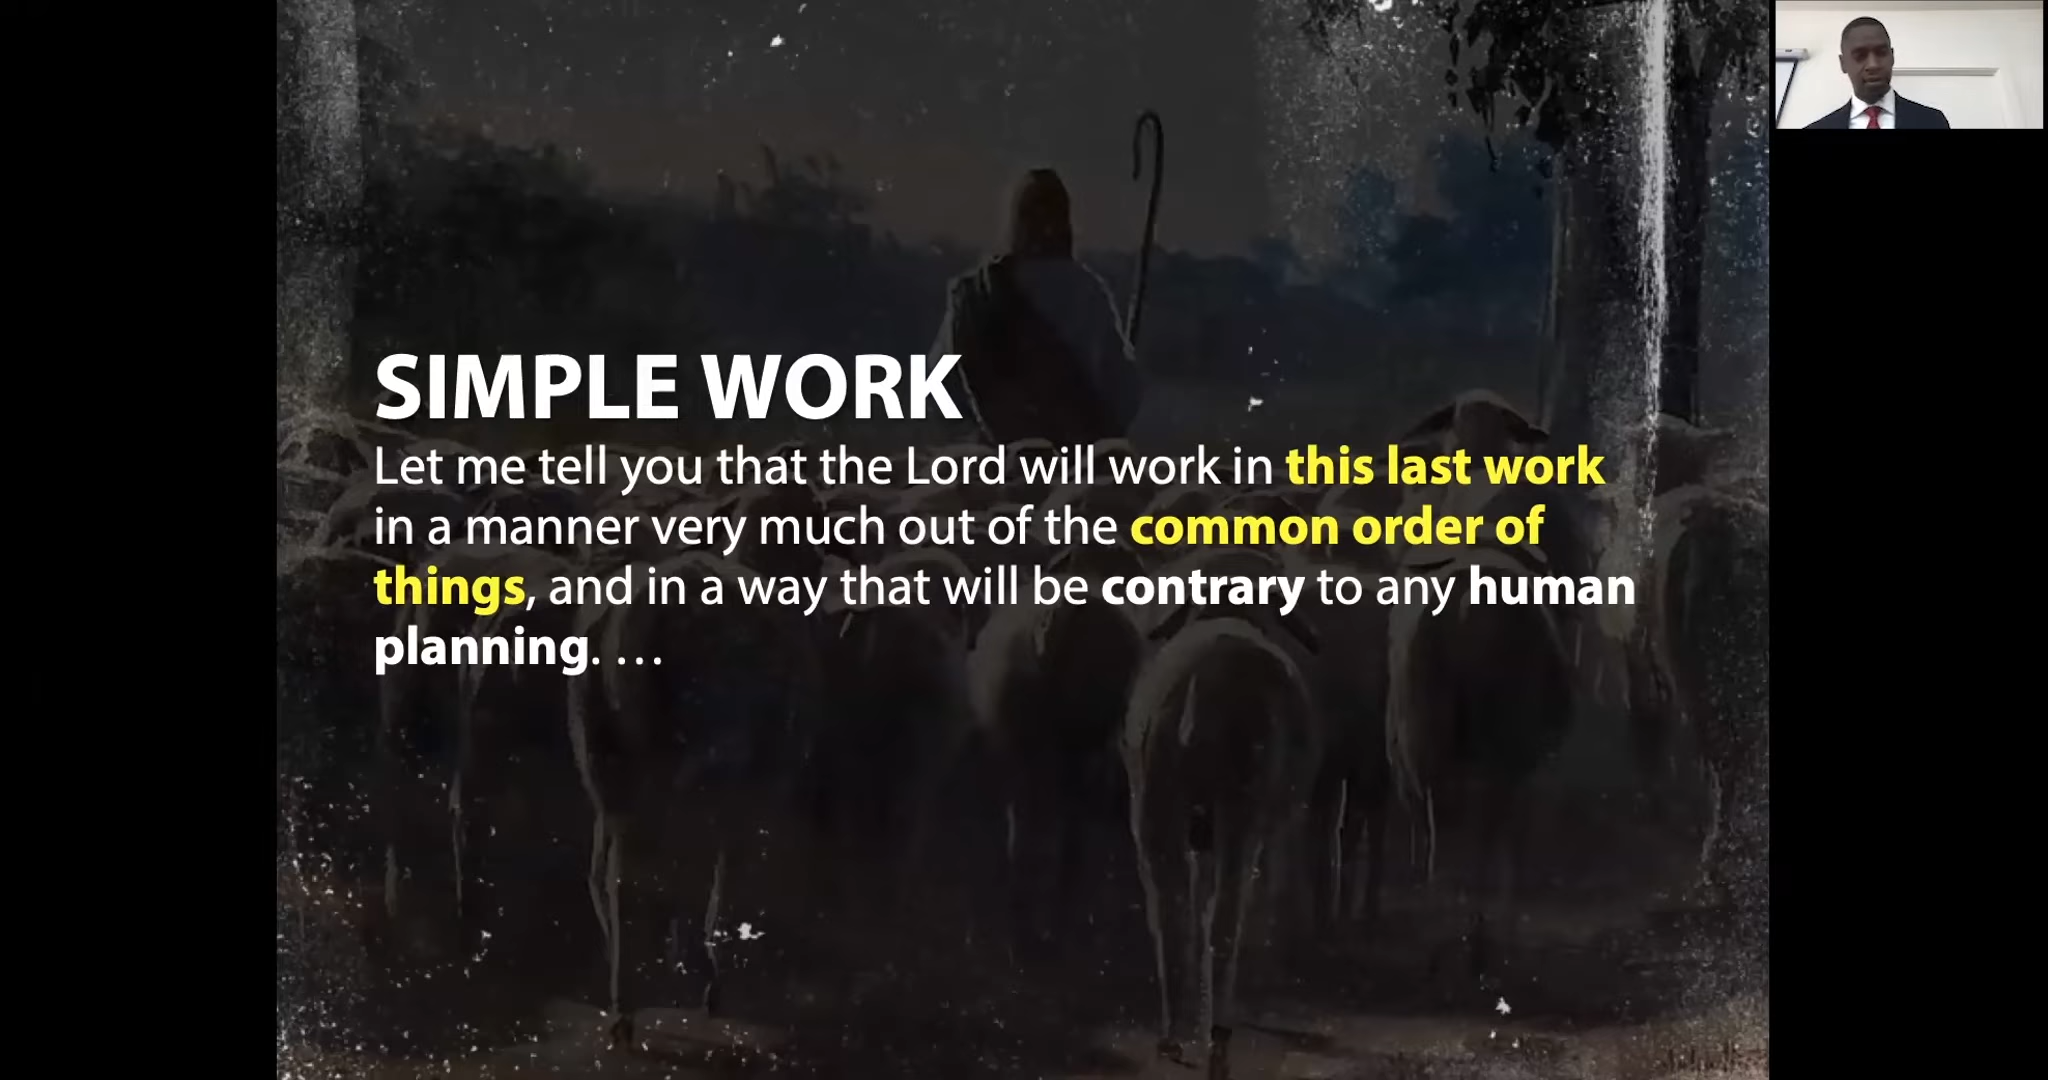 SIMPLE WORK
Let me tell you that the Lord will work in this last work
in a manner very much out of the common order of
things, and in a way that will be contrary to any human
planning. …